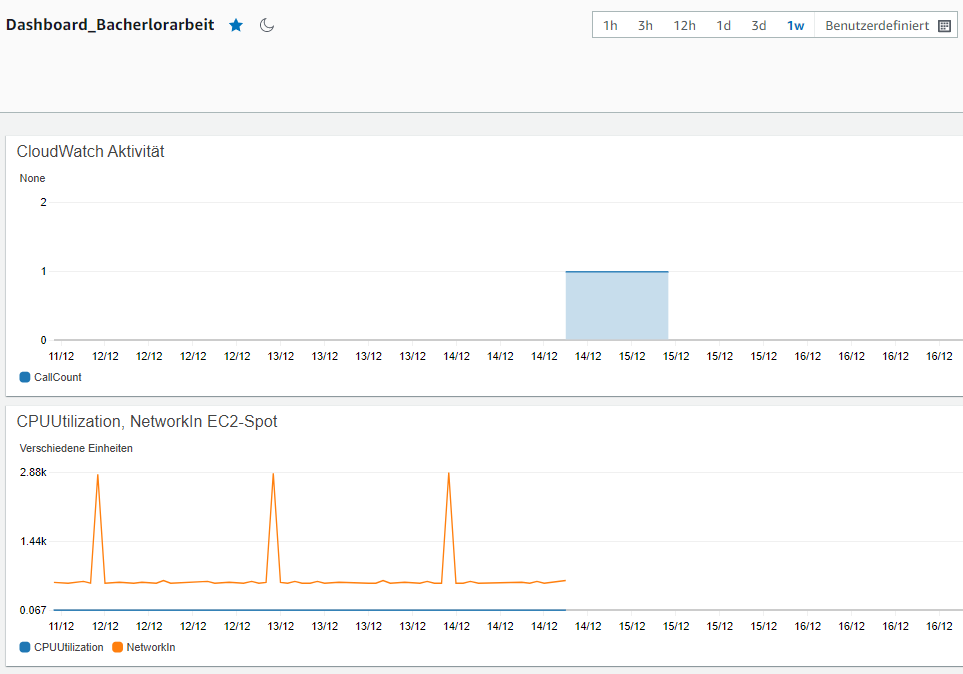 Dashboard_Bacherlorarbeit
1h 3h 12h 1d 3d 1w Benutzerdefiniert
CloudWatch Aktivität
None
2
1
0
11/12 12/12 12/12 12/12 12/12 13/12 13/12 13/12 13/12 14/12 14/12 14/12 14/12 15/12 15/12 15/12 15/12 16/12 16/12 16/12 16/12
CallCount
CPUUtilization, NetworkIn EC2-Spot
Verschiedene Einheiten
2.88k
1.44k
0.067
11/12 12/12 12/12 12/12 12/12 13/12 13/12 13/12 13/12 14/12 14/12 14/12 14/12 15/12 15/12 15/12 15/12 16/12 16/12 16/12 16/12
CPUUtilization NetworkIn